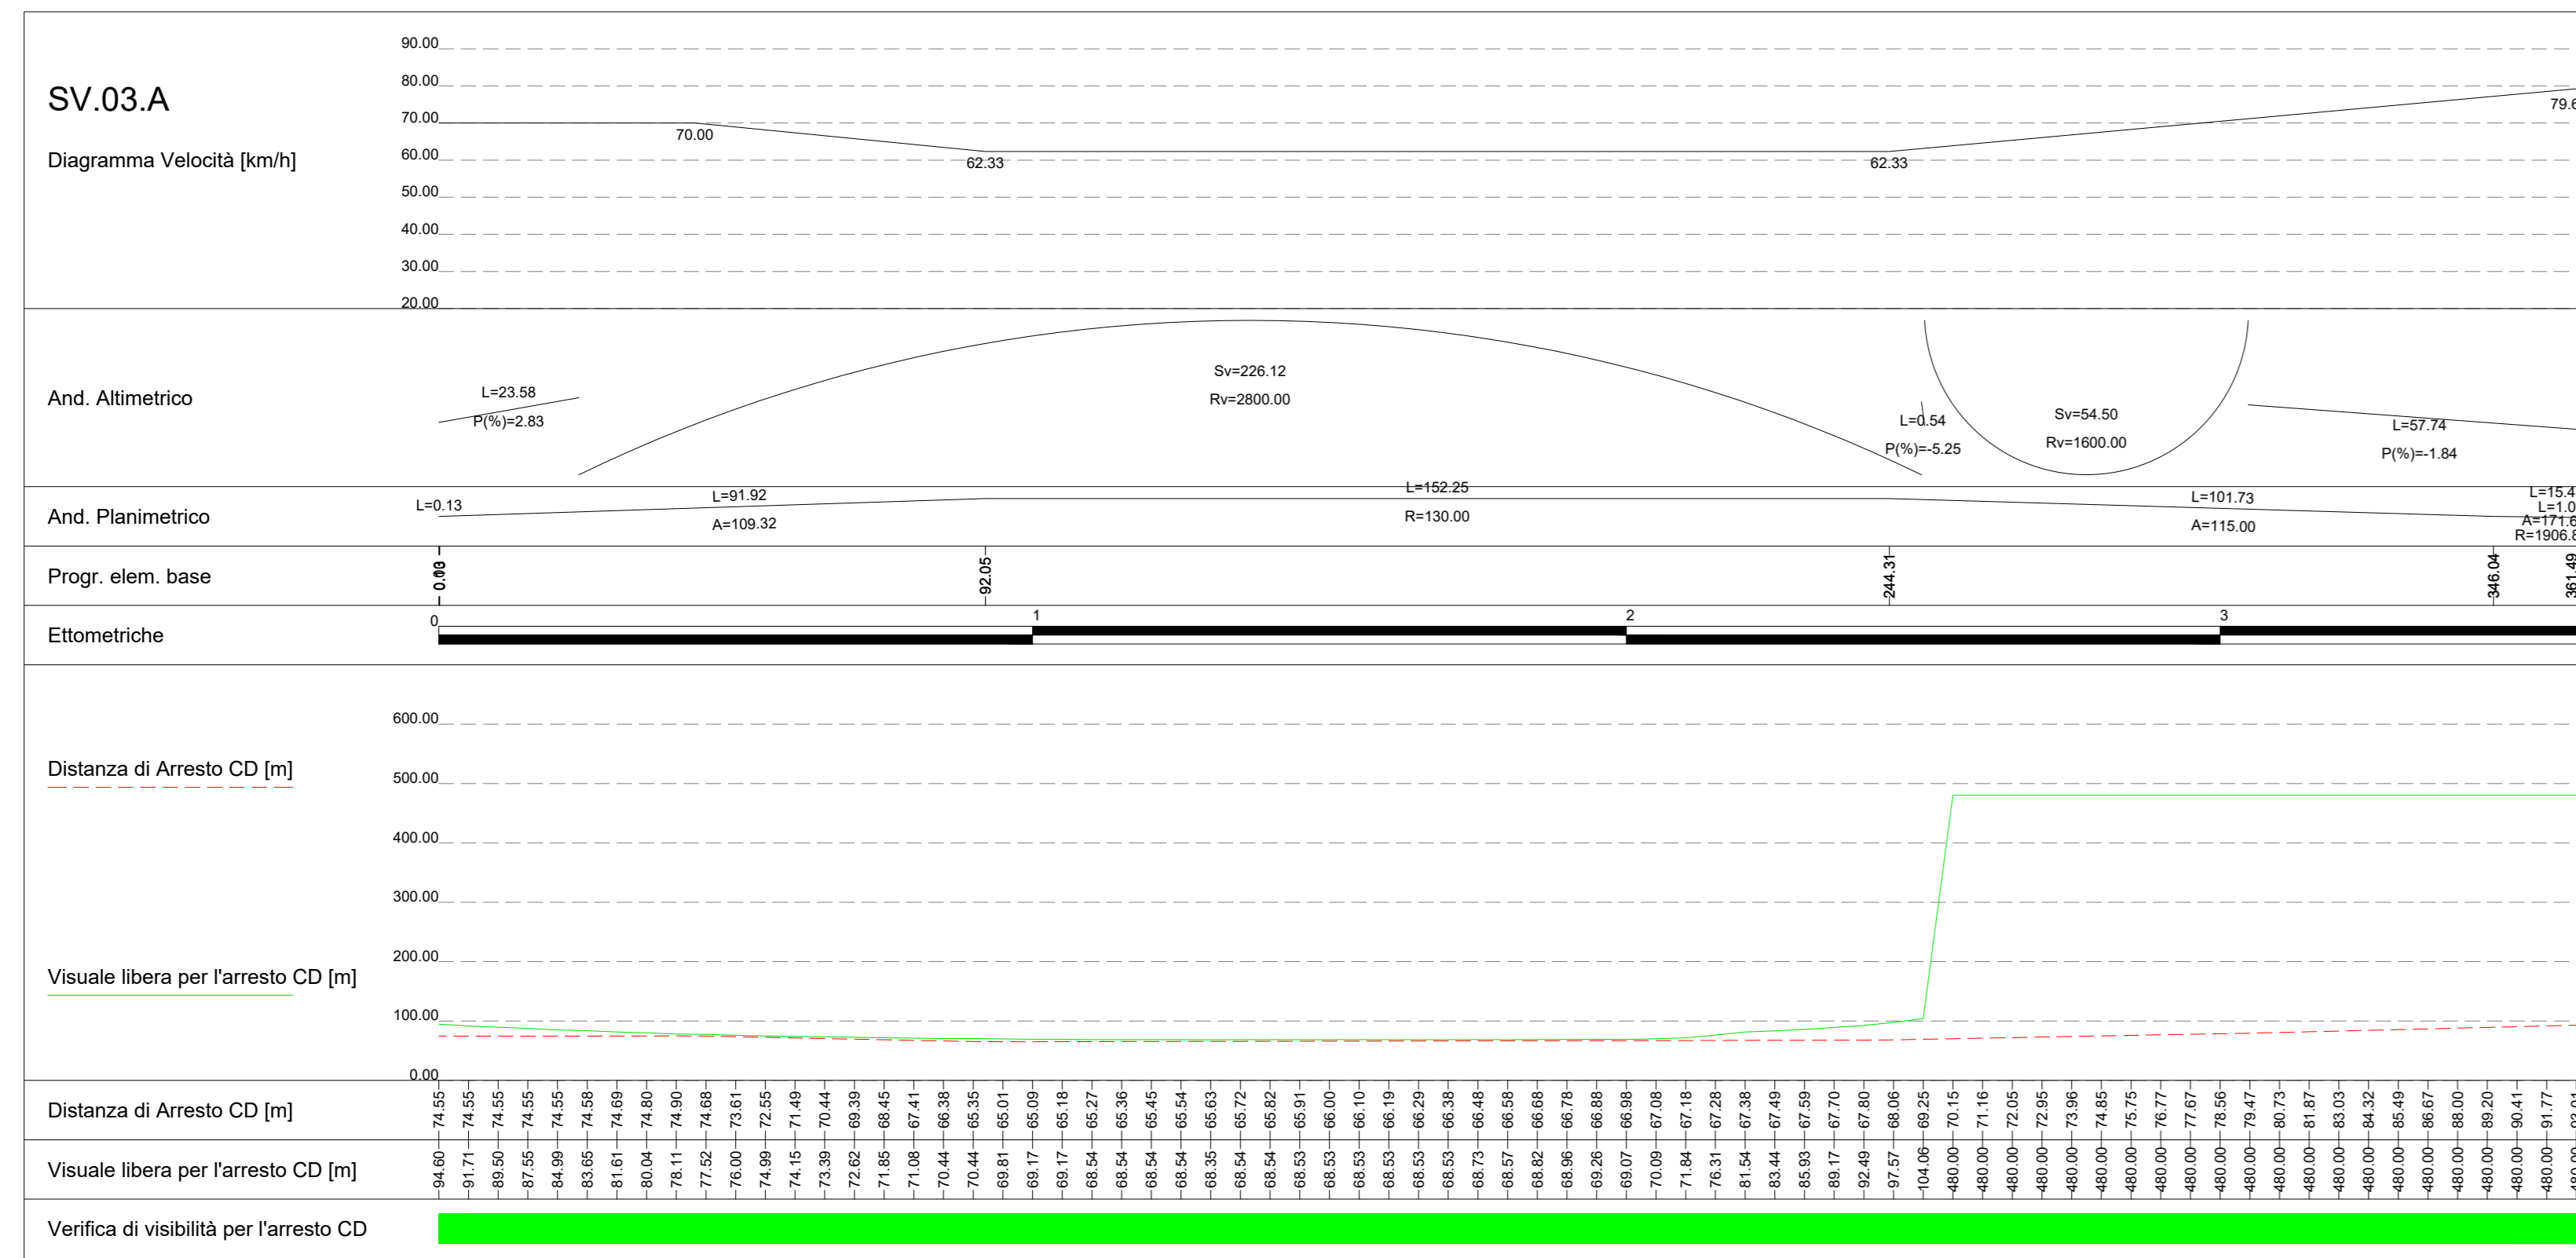 SV.03.A
Diagramma Velocità [km/h]
90.00
80.00
70.00
60.00
50.00
40.00
30.00
20.00
70.00
62.33
62.33
And. Altimetrico
L=23.58
P(%)=2.83
Sv=226.12
Rv=2800.00
L=0.54
P(%)=-5.25
Sv=54.50
Rv=1600.00
L=57.74
P(%)=-1.84
And. Planimetrico
L=0.13
L=91.92
A=109.32
L=152.25
R=130.00
L=101.73
A=115.00
L=15.4
L=1.0
A=171.6
R=1906.8
Progr. elem. base
92.05
244.31
346.04
361.49
Ettometriche
0
1
2
3
Distanza di Arresto CD [m]
Visuale libera per l'arresto CD [m]
600.00
500.00
400.00
300.00
200.00
100.00
0.00
Distanza di Arresto CD [m]
74.55 74.55 74.55 74.55 74.55 74.58 74.69 74.80 74.90 74.68 73.61 72.55 71.49 70.44 69.39 68.45 67.41 66.38 65.35 65.01 65.09 65.18 65.27 65.36 65.45 65.54 65.63 65.72 65.82 65.91 66.00 66.10 66.19 66.29 66.38 66.48 66.58 66.68 66.78 66.88 66.98 67.08 67.18 67.28 67.38 67.49 67.59 67.70 67.80 68.06 69.25 70.15 71.16 72.05 72.95 73.96 74.85 75.75 76.77 77.67 78.56 79.47 80.73 81.87 83.03 84.32 85.49 86.67 88.00 89.20 90.41 91.77
Visuale libera per l'arresto CD [m]
94.60 91.71 89.50 87.55 84.99 83.65 81.61 80.04 78.11 77.52 76.00 74.99 74.15 73.39 72.62 71.85 71.08 70.44 70.44 69.81 69.17 69.17 68.54 68.54 68.54 68.54 68.35 68.54 68.54 68.53 68.53 68.53 68.53 68.53 68.53 68.73 68.57 68.82 68.96 69.26 69.07 70.09 71.84 76.31 81.54 83.44 85.93 89.17 92.49 97.57 104.06 480.00 480.00 480.00 480.00 480.00 480.00 480.00 480.00 480.00 480.00 480.00 480.00 480.00 480.00 480.00 480.00 480.00 480.00 480.00 480.00 480.00
Verifica di visibilità per l'arresto CD